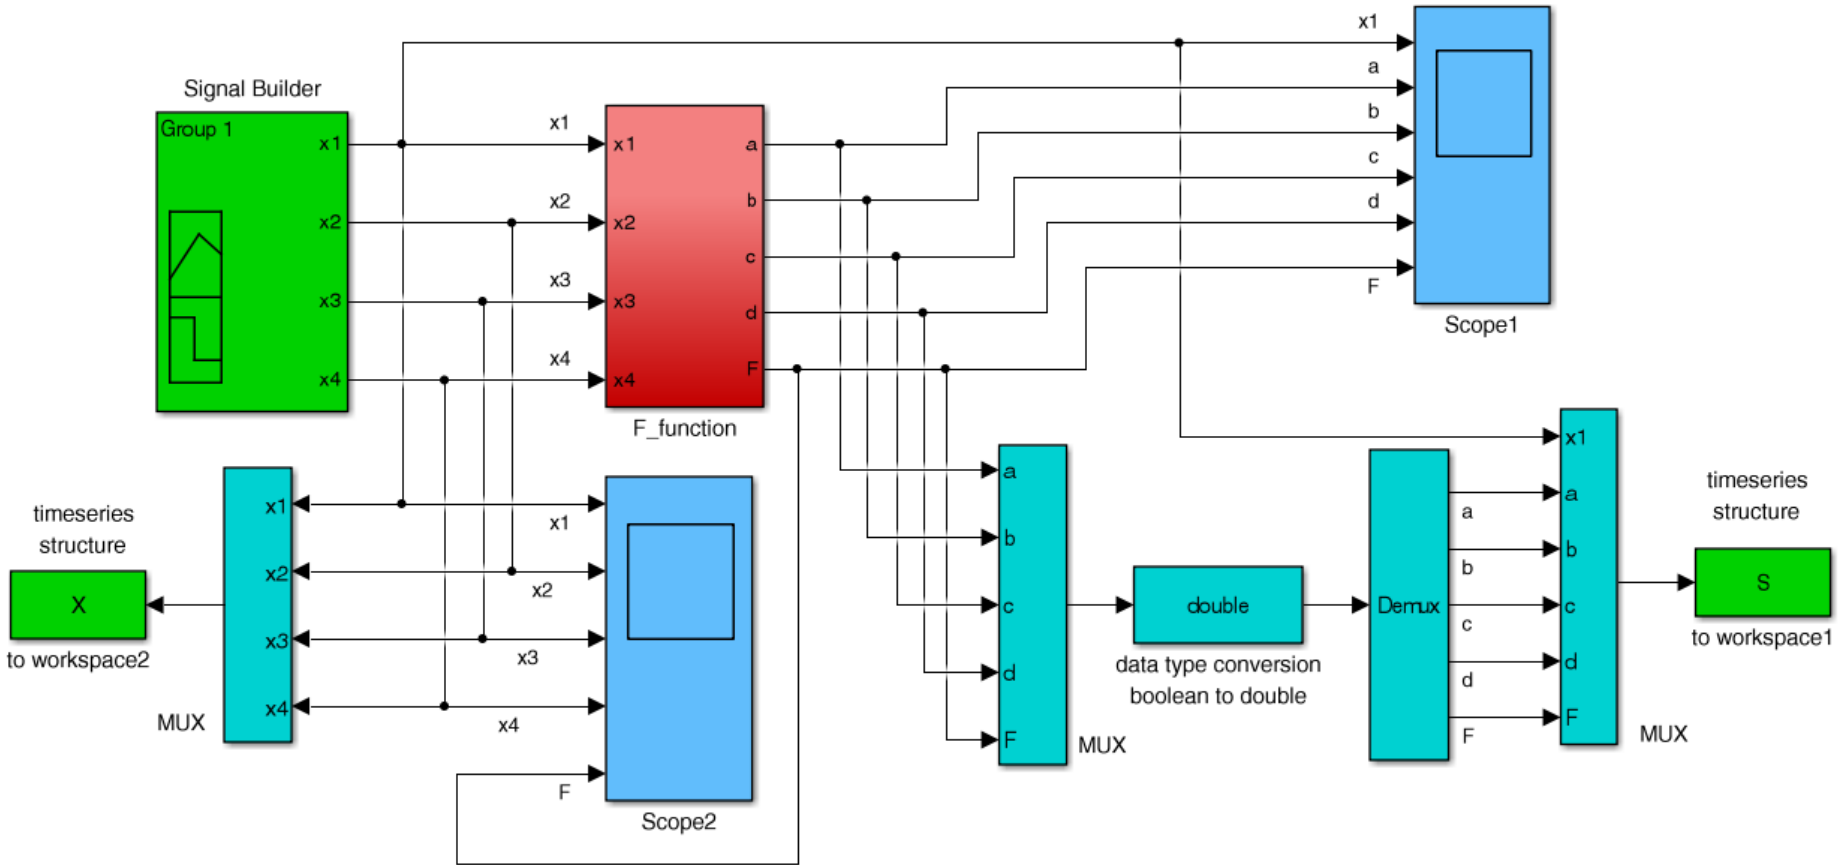 Signal Builder
Group 1
x1
x2
x3
x4
x1
x2
x3
x4
x1
x2
x3
x4
a
b
c
d
F
F_function
x1
a
b
c
d
F
Scope1
timeseries
structure
X
to workspace2
x1
x2
x3
x4
MUX
x1
x2
x3
x4
F
Scope2
a
b
c
d
F
MUX
double
data type conversion
boolean to double
Demux
a
b
c
d
F
x1
a
b
c
d
F
MUX
timeseries
structure
S
to workspace1